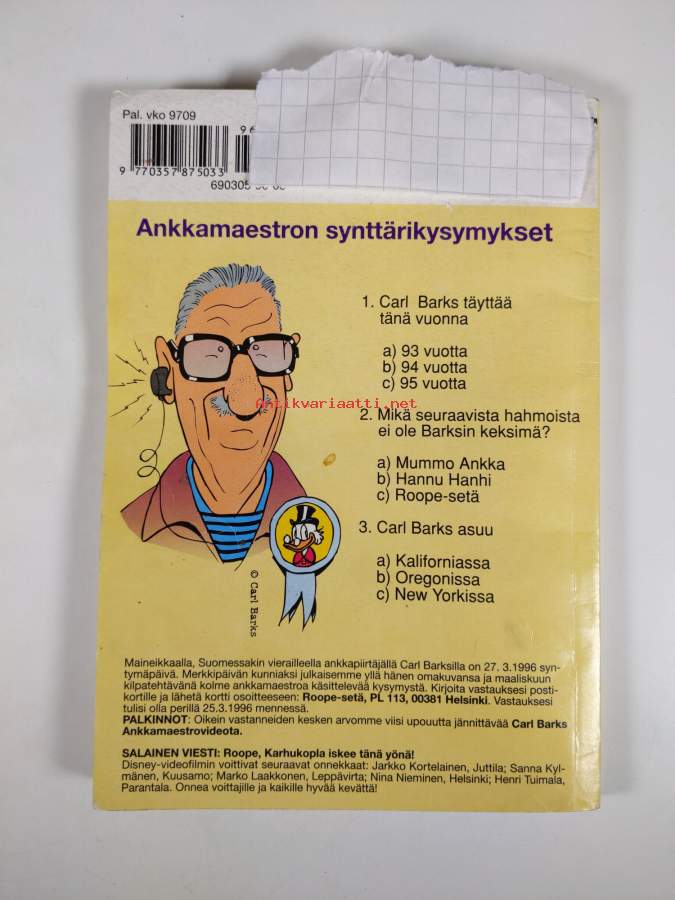 Pal. vko 9709
9 770357 875033
Ankkamaestron synttärikysymykset
1. Carl Barks täyttää
tänä vuonna
a) 93 vuotta
b) 94 vuotta
c) 95 vuotta
Antikvariaatti.net
2. Mikä seuraavista hahmoista
ei ole Barksin keksimä?
a) Mummo Ankka
b) Hannu Hanhi
c) Roope-setä
3. Carl Barks asuu
a) Kaliforniassa
b) Oregonissa
c) New Yorkissa
© Carl Barks
Maineikkaalla, Suomessakin vierailleella ankkapiirtäjällä Carl Barksilla on 27. 3.1996 syn-
tymäpäivä. Merkkipäivän kunniaksi julkaisemme yllä hänen omakuvansa ja maaliskuun
kilpatehtävänä kolme ankkamaestroa käsittelevää kysymystä. Kirjoita vastauksesi posti-
kortille ja lähetä kortti osoitteeseen: Roope-setä, PL 113, 00381 Helsinki. Vastauksesi
tulisi olla perillä 25.3.1996 mennessä.
PALKINNOT: Oikein vastanneiden kesken arvomme viisi upouutta jännittävää Carl Barks
Ankkamaestrovideota.
SALAINEN VIESTI: Roope, Karhukopla iskee tänä yönä!
Disney-videofilmin voittivat seuraavat onnekkaat: Jarkko Kortelainen, Juttila; Sanna Kyl-
mänen, Kuusamo; Marko Laakkonen, Leppävirta; Nina Nieminen, Helsinki; Henri Tuimala,
Parantala. Onnea voittajille ja kaikille hyvää kevättä!